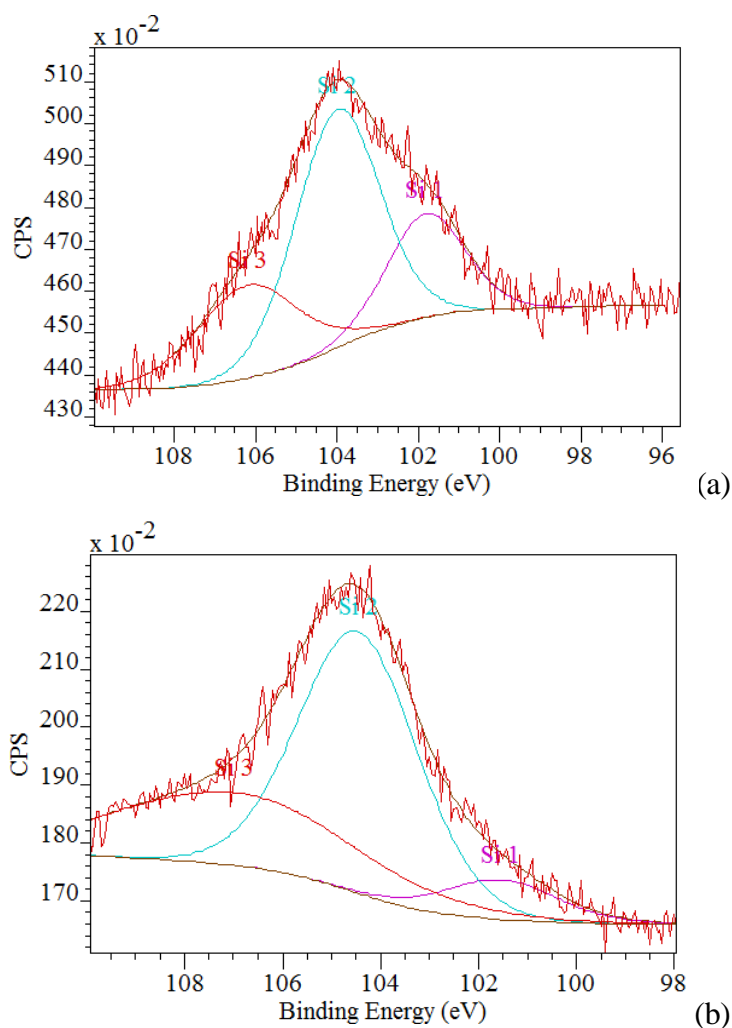 x 10⁻²
510
500
490
480
470
460
450
440
430
CPS
Si 2
Si 1
Si 3
108 106 104 102 100 98 96
Binding Energy (eV)
(a)
x 10⁻²
220
210
200
190
180
170
CPS
Si 2
Si 3
Si 1
108 106 104 102 100 98
Binding Energy (eV)
(b)